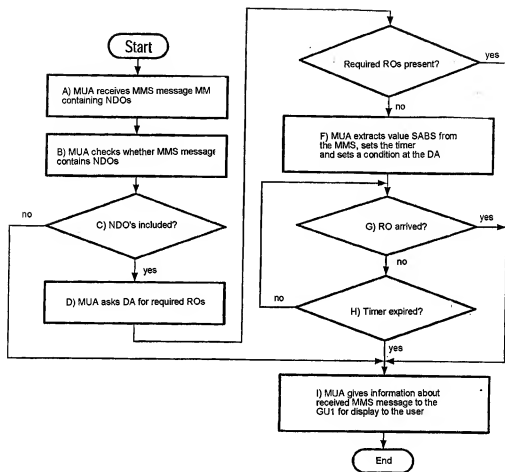 Start
A) MUA receives MMS message MM
containing NDOs
B) MUA checks whether MMS message
contains NDOs
no
C) NDO's included?
yes
D) MUA asks DA for required ROs
Required ROs present?
yes
no
F) MUA extracts value SABS from
the MMS, sets the timer
and sets a condition at the DA
G) RO arrived?
yes
no
no
H) Timer expired?
yes
I) MUA gives information about
received MMS message to the
GU1 for display to the user
End